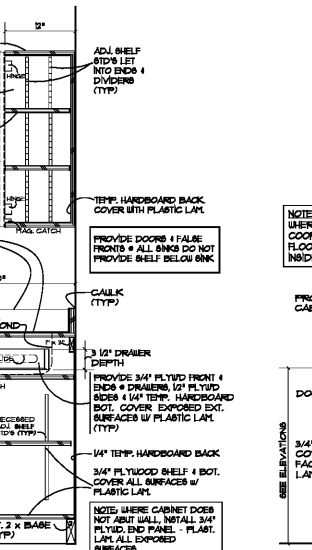 12"
ADJ. SHELF
STD'S LET
INTO ENDS &
DIVIDERS
(TYP)
HINGE
HINGE
MAG. CATCH
TEMP. HARDBOARD BACK
COVER WITH PLASTIC LAM.
PROVIDE DOORS & FALSE
FRONTS @ ALL SINKS DO NOT
PROVIDE SHELF BELOW SINK
CAULK
(TYP)
OND
3 1/2" DRAWER
DEPTH
PROVIDE 3/4" PLYWD FRONT &
ENDS @ DRAWERS, 1/2" PLYWD
SIDES & 1/4" TEMP. HARDBOARD
BOT. COVER EXPOSED EXT.
SURFACES W/ PLASTIC LAM.
(TYP)
ECESSED
ADJ. SHELF
TD'S (TYP)
1/4" TEMP. HARDBOARD BACK
3/4" PLYWOOD SHELF & BOT.
COVER ALL SURFACES W/
PLASTIC LAM.
. 2 X BASE
YP)
NOTE: WHERE CABINET DOES
NOT ABUT WALL, INSTALL 3/4"
PLYWD. END PANEL - PLAST.
LAM. ALL EXPOSED
SURFACES
NOTE
WHER
COOR
FLOO
INSID
PRO
CAB
DO
SEE ELEVATIONS
3/4"
COV
FAC
LAM